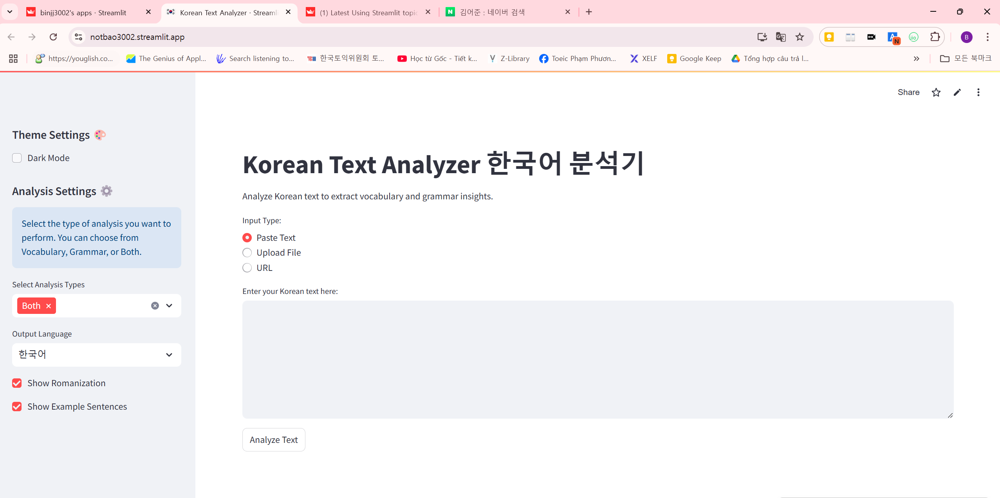 binjj3002's apps · Streamlit
Korean Text Analyzer · Streamli
(1) Latest Using Streamlit topic
N
김어준 : 네이버 검색
notbao3002.streamlit.app
jio
N
B
https://youglish.co...
The Genius of Appl...
Search listening to...
한국토익위원회 토...
Học từ Gốc - Tiết k...
Z-Library
Toeic Phạm Phươn...
XELF
Google Keep
Tổng hợp câu trả l...
모든 북마크
Share
Theme Settings
Dark Mode
Analysis Settings
Select the type of analysis you want to
perform. You can choose from
Vocabulary, Grammar, or Both.
Select Analysis Types
Both
Output Language
한국어
Show Romanization
Show Example Sentences
Korean Text Analyzer 한국어 분석기
Analyze Korean text to extract vocabulary and grammar insights.
Input Type:
Paste Text
Upload File
URL
Enter your Korean text here:
Analyze Text